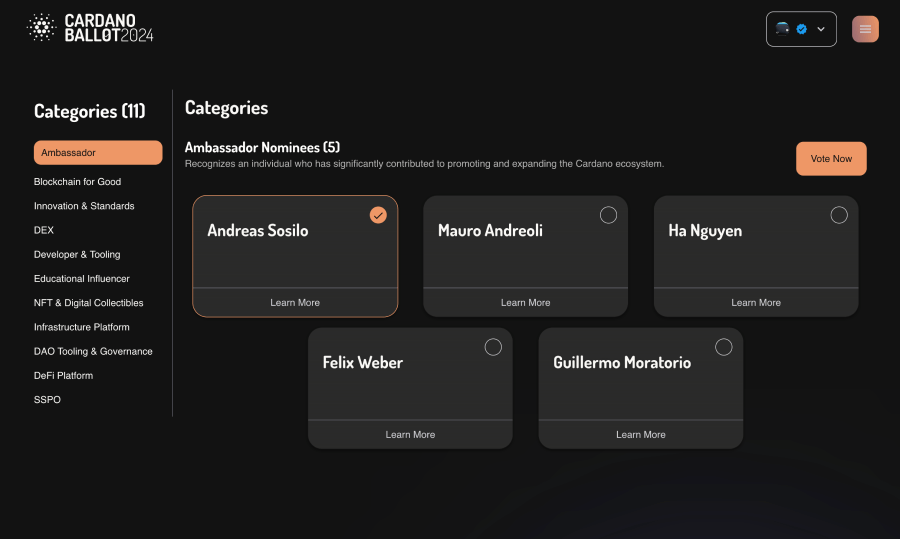 CARDANO
BALLOT2024
Categories (11)
Ambassador
Blockchain for Good
Innovation & Standards
DEX
Developer & Tooling
Educational Influencer
NFT & Digital Collectibles
Infrastructure Platform
DAO Tooling & Governance
DeFi Platform
SSPO
Categories
Ambassador Nominees (5)
Recognizes an individual who has significantly contributed to promoting and expanding the Cardano ecosystem.
Vote Now
Andreas Sosilo
Learn More
Mauro Andreoli
Learn More
Ha Nguyen
Learn More
Felix Weber
Learn More
Guillermo Moratorio
Learn More